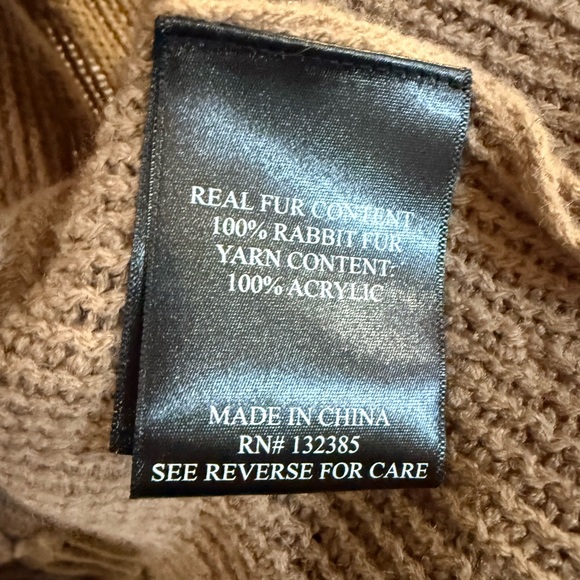 REAL FUR CONTENT
100% RABBIT FUR
YARN CONTENT:
100% ACRYLIC
MADE IN CHINA
RN# 132385
SEE REVERSE FOR CARE